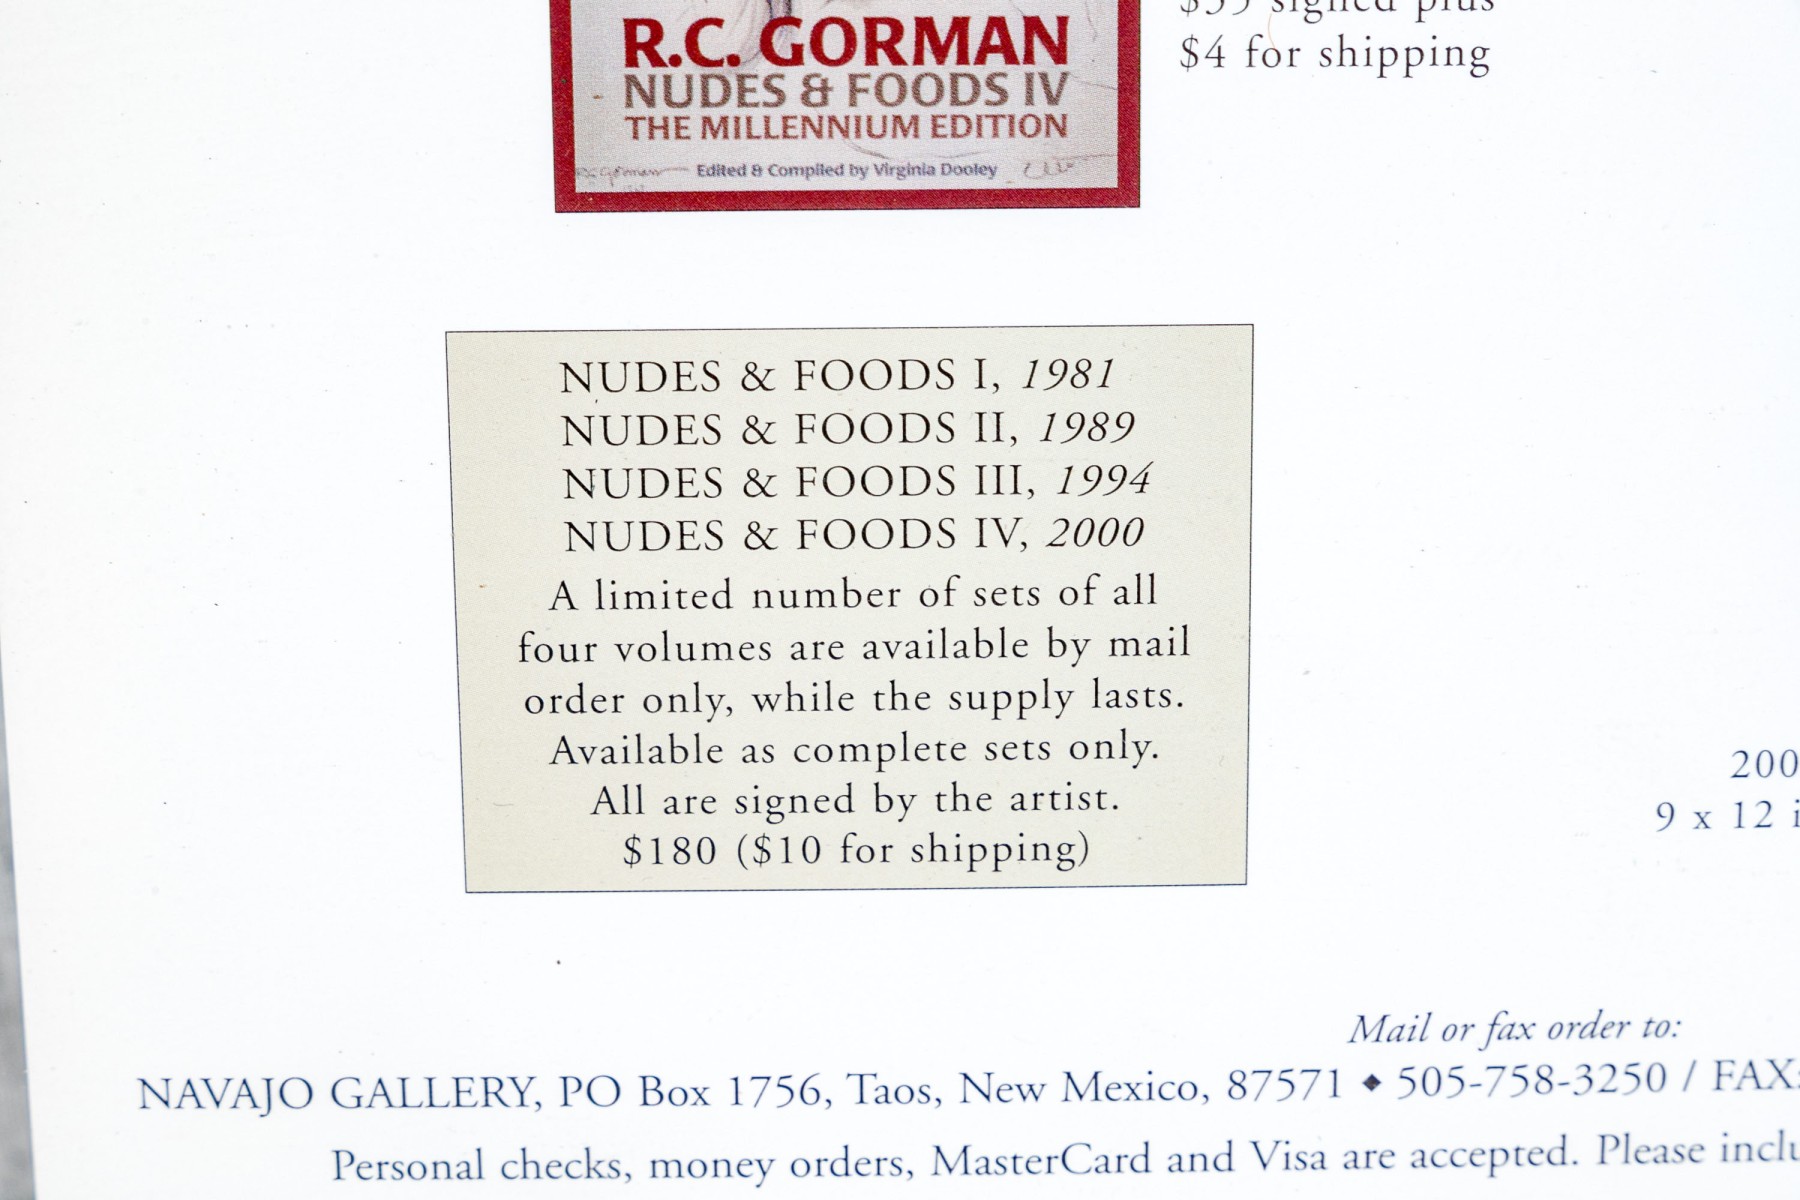 R.C. GORMAN
NUDES & FOODS IV
THE MILLENNIUM EDITION
Edited & Compiled by Virginia Dooley
signed plus
$4 for shipping
NUDES & FOODS I, 1981
NUDES & FOODS II, 1989
NUDES & FOODS III, 1994
NUDES & FOODS IV, 2000
A limited number of sets of all
four volumes are available by mail
order only, while the supply lasts.
Available as complete sets only.
All are signed by the artist.
$180 ($10 for shipping)
200
9 x 12 i
Mail or fax order to:
NAVAJO GALLERY, PO Box 1756, Taos, New Mexico, 87571 ◆ 505-758-3250 / FAX:
Personal checks, money orders, MasterCard and Visa are accepted. Please inclu